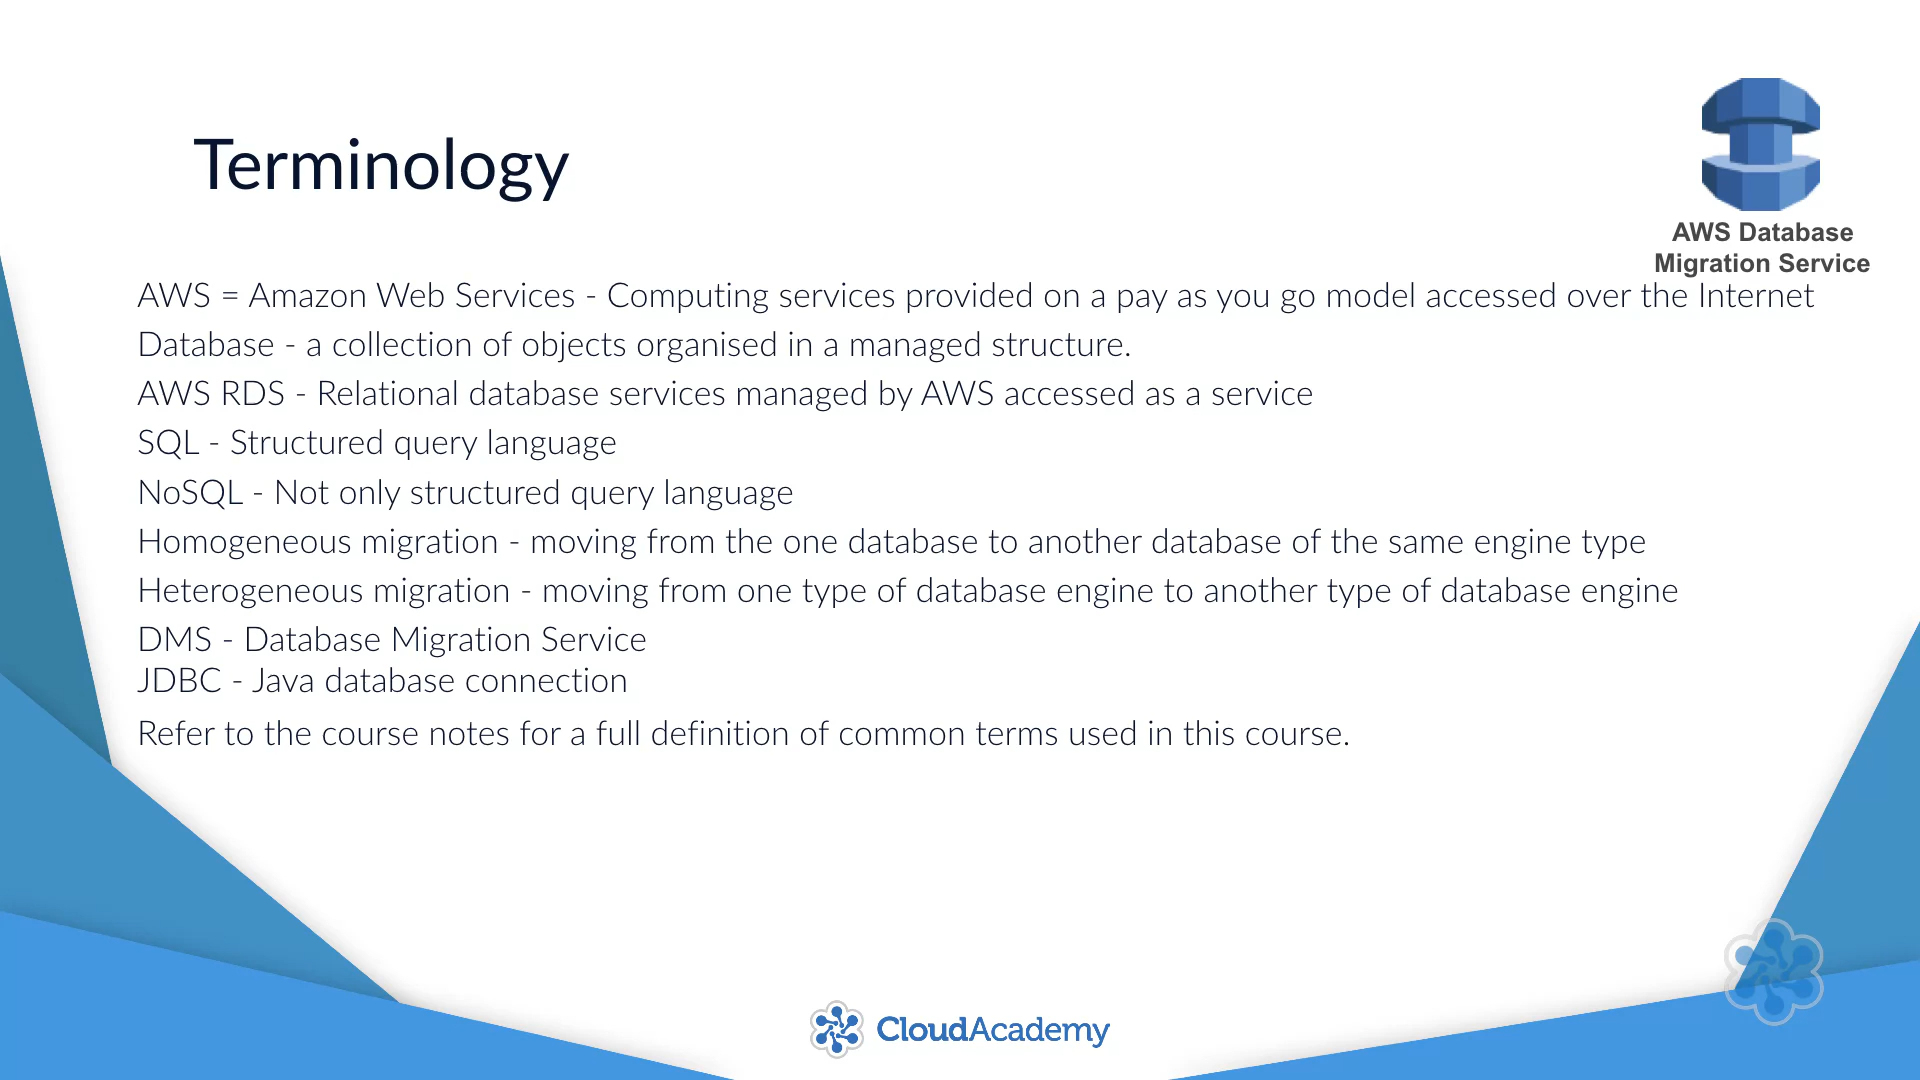 Terminology
AWS Database
Migration Service
AWS = Amazon Web Services - Computing services provided on a pay as you go model accessed over the Internet
Database - a collection of objects organised in a managed structure.
AWS RDS - Relational database services managed by AWS accessed as a service
SQL - Structured query language
NoSQL - Not only structured query language
Homogeneous migration - moving from the one database to another database of the same engine type
Heterogeneous migration - moving from one type of database engine to another type of database engine
DMS - Database Migration Service
JDBC - Java database connection
Refer to the course notes for a full definition of common terms used in this course.
CloudAcademy